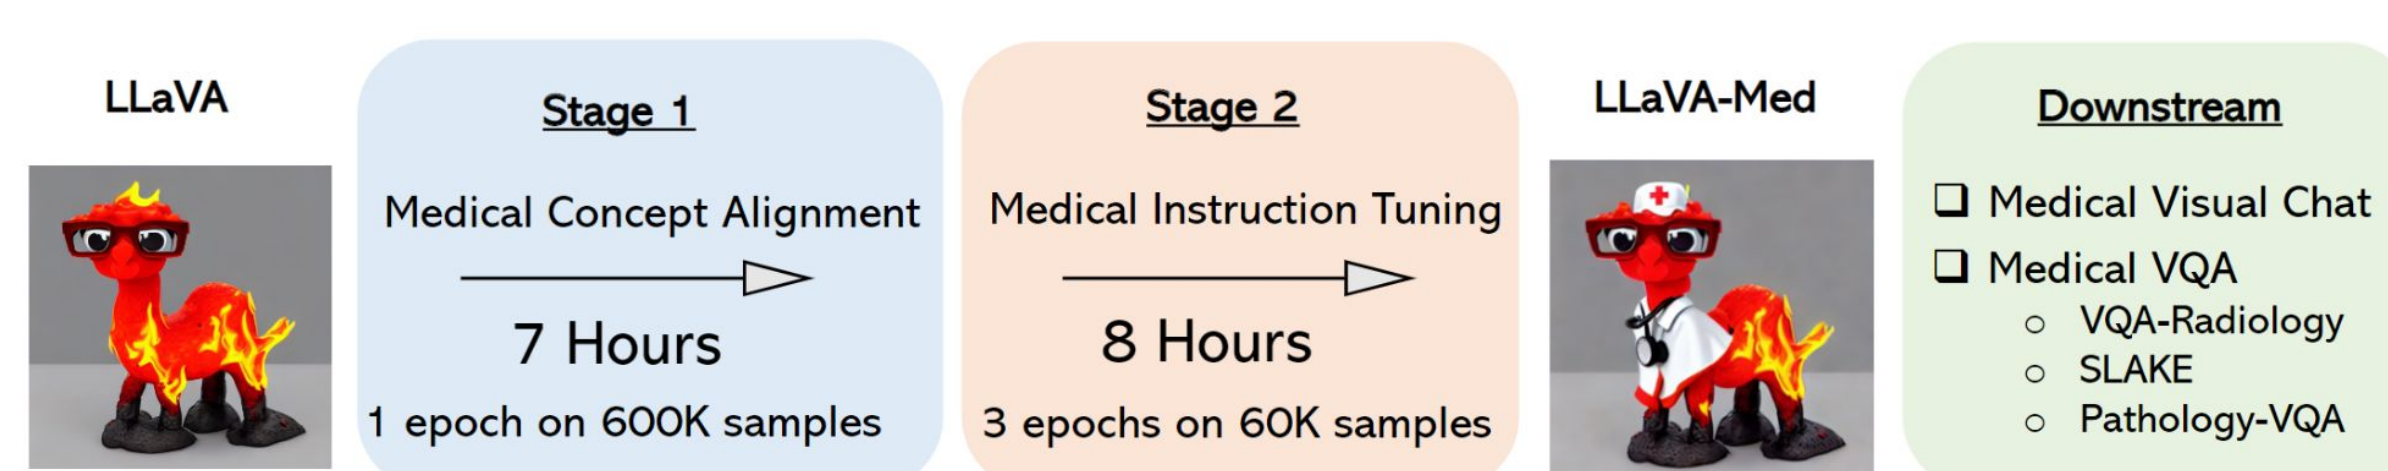 LLaVA
Stage 1
Medical Concept Alignment
7 Hours
1 epoch on 600K samples
Stage 2
Medical Instruction Tuning
8 Hours
3 epochs on 60K samples
LLaVA-Med
Downstream
❑ Medical Visual Chat
❑ Medical VQA
○ VQA-Radiology
○ SLAKE
○ Pathology-VQA